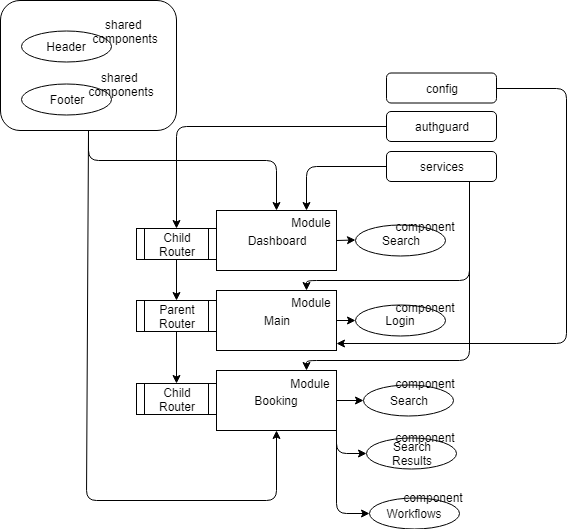 shared
components
Header
shared
components
Footer
config
authguard
services
Module
Dashboard
Child
Router
component
Search
Module
Main
Parent
Router
component
Login
Module
Booking
Child
Router
component
Search
component
Search
Results
component
Workflows